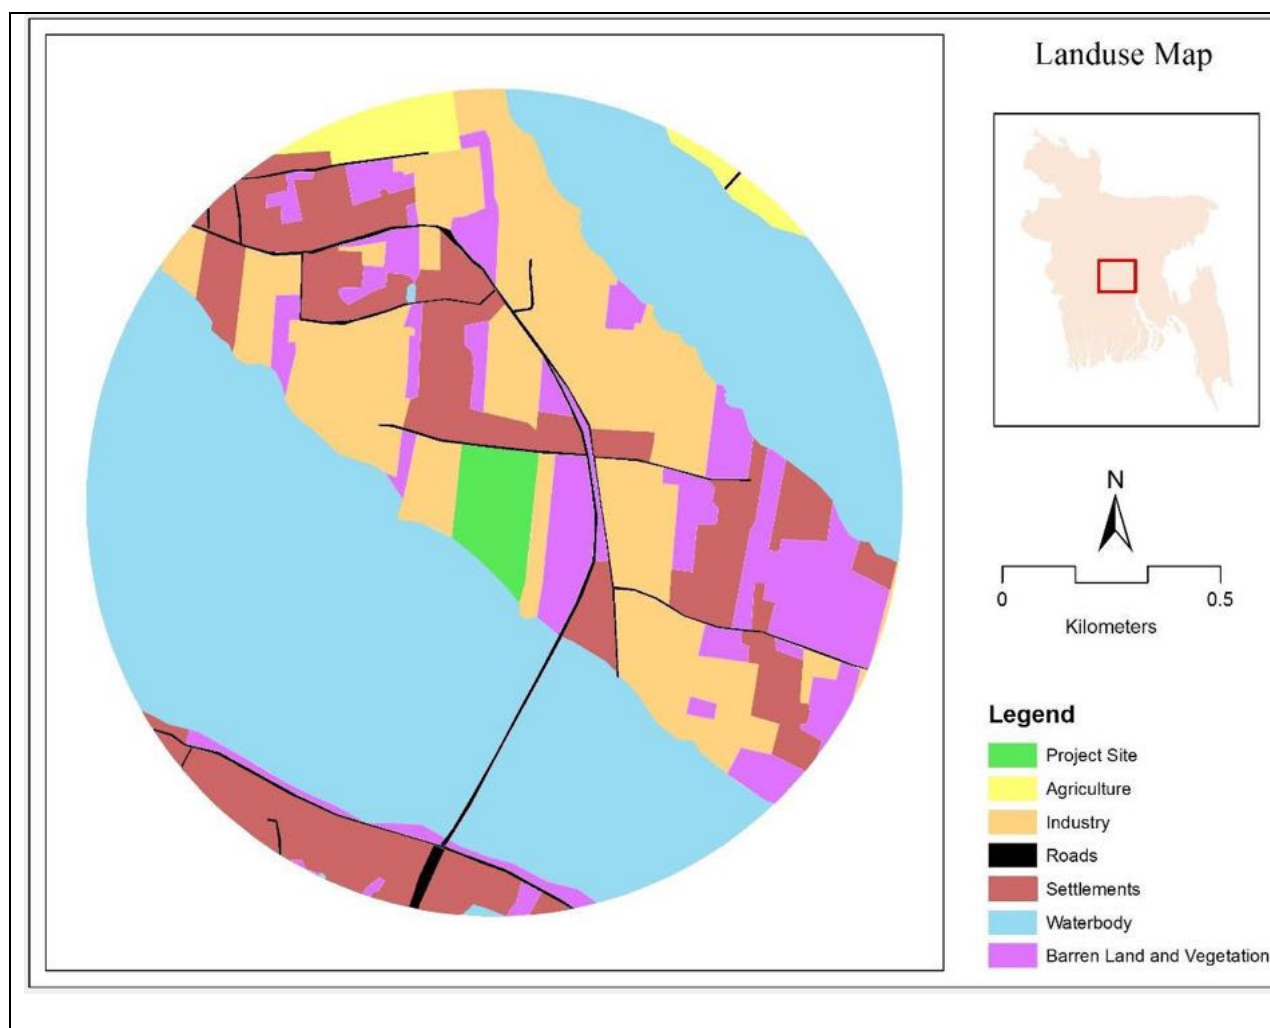 Landuse Map
N
0 0.5
Kilometers
Legend
Project Site
Agriculture
Industry
Roads
Settlements
Waterbody
Barren Land and Vegetation